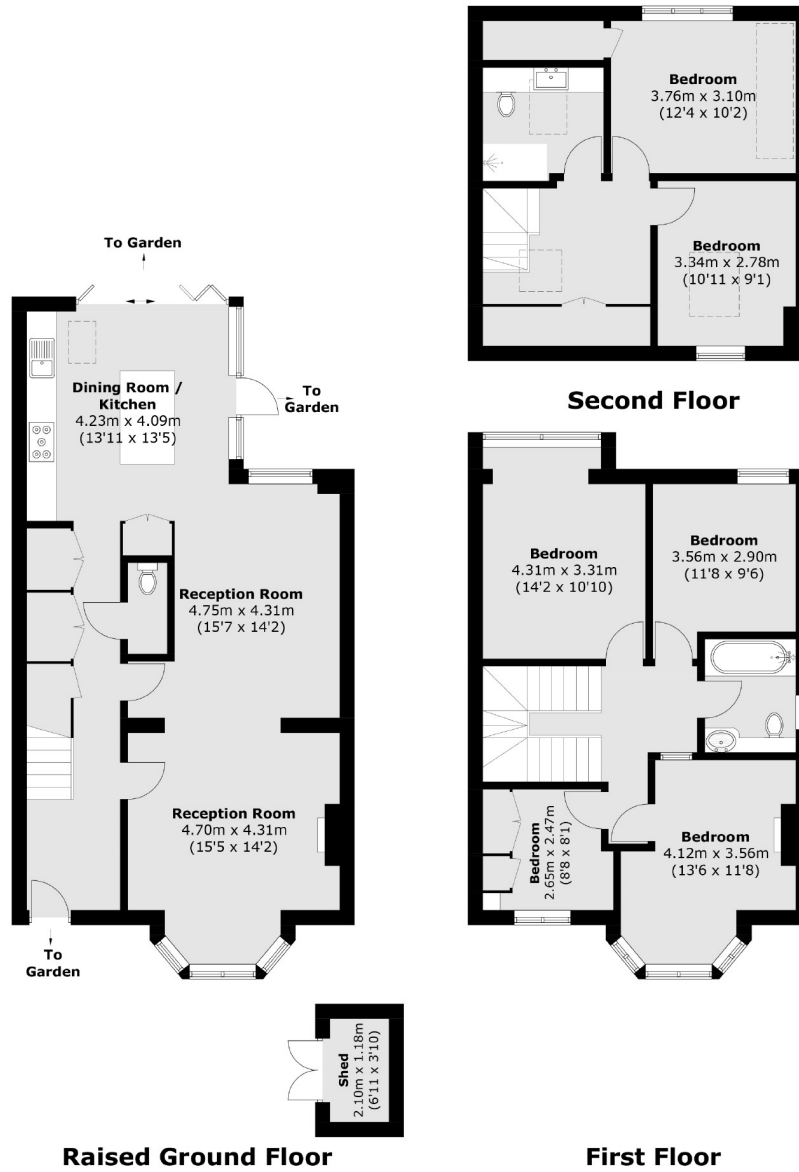 Bedroom
3.76m x 3.10m
(12'4 x 10'2)
Bedroom
3.34m x 2.78m
(10'11 x 9'1)
Second Floor
To Garden
Dining Room /
Kitchen
4.23m x 4.09m
(13'11 x 13'5)
To
Garden
Reception Room
4.75m x 4.31m
(15'7 x 14'2)
Reception Room
4.70m x 4.31m
(15'5 x 14'2)
To
Garden
Shed
2.10m x 1.18m
(6'11 x 3'10)
Raised Ground Floor
Bedroom
4.31m x 3.31m
(14'2 x 10'10)
Bedroom
3.56m x 2.90m
(11'8 x 9'6)
Bedroom
2.65m x 2.47m
(8'8 x 8'1)
Bedroom
4.12m x 3.56m
(13'6 x 11'8)
First Floor